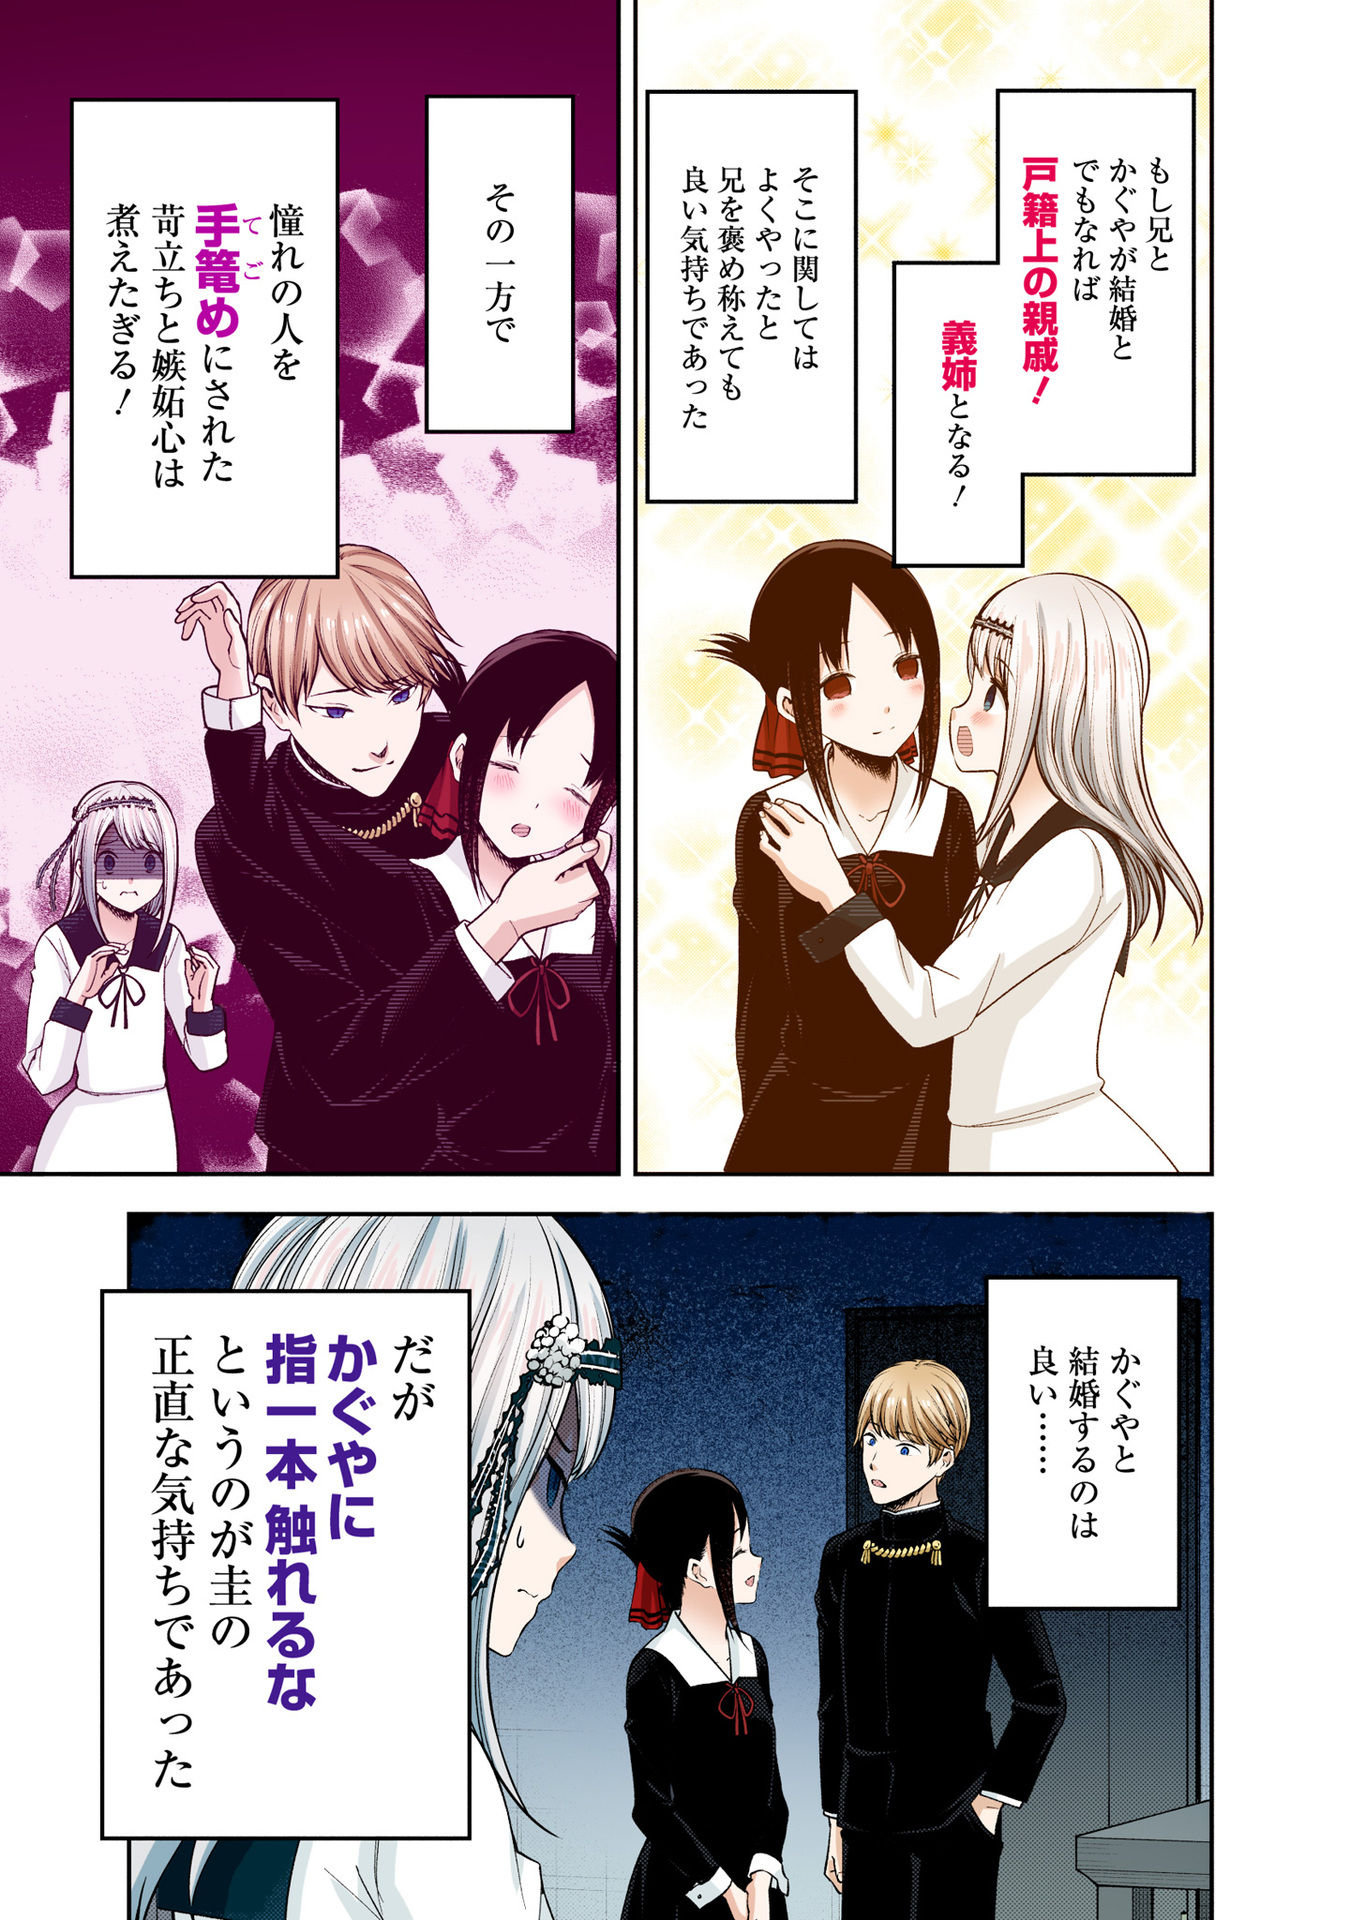 もし兄と
かぐやが結婚と
でもなれば
戸籍上の親戚！
義姉となる！
そこに関しては
よくやったと
兄を褒め称えても
良い気持ちであった
その一方で
憧れの人を
手篭めにされた
てご
苛立ちと嫉妬心は
煮えたぎる！
かぐやと
結婚するのは
良い……
だが
かぐやに
指一本触れるな
というのが圭の
正直な気持ちであった